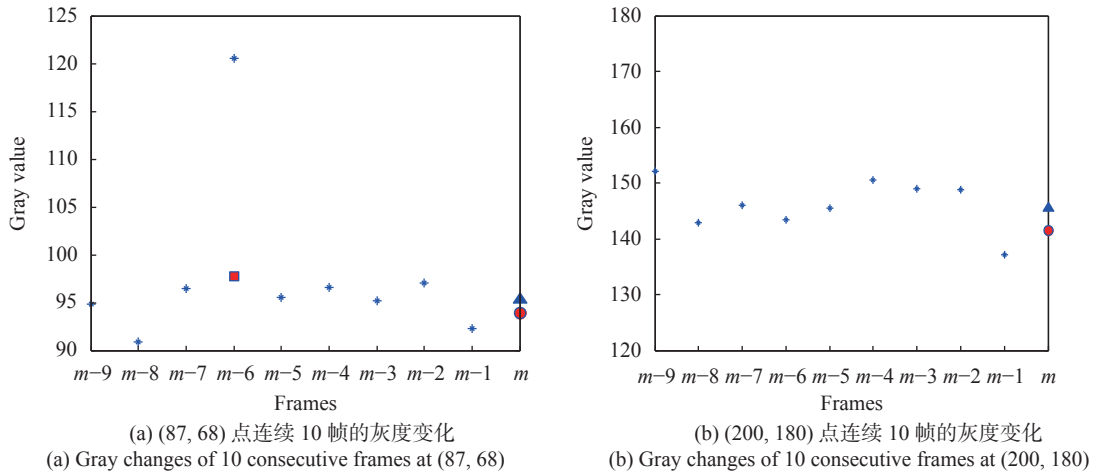 125
120
115
110
105
100
95
90
Gray value
m−9 m−8 m−7 m−6 m−5 m−4 m−3 m−2 m−1 m
Frames
(a) (87, 68) 点连续 10 帧的灰度变化
(a) Gray changes of 10 consecutive frames at (87, 68)
180
170
160
150
140
130
120
Gray value
m−9 m−8 m−7 m−6 m−5 m−4 m−3 m−2 m−1 m
Frames
(b) (200, 180) 点连续 10 帧的灰度变化
(b) Gray changes of 10 consecutive frames at (200, 180)